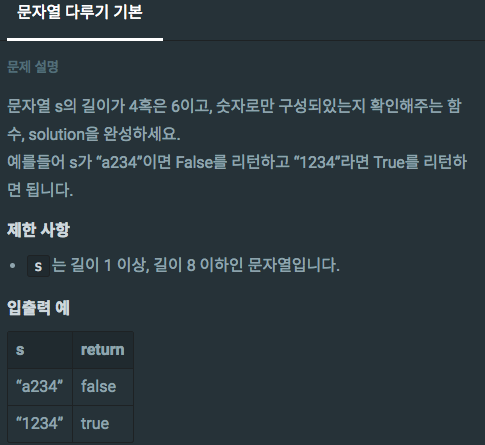 문자열 다루기 기본
문제 설명
문자열 s의 길이가 4혹은 6이고, 숫자로만 구성되있는지 확인해주는 함
수, solution을 완성하세요.
예를들어 s가 “a234”이면 False를 리턴하고 “1234”라면 True를 리턴하
면 됩니다.
제한 사항
• s 는 길이 1 이상, 길이 8 이하인 문자열입니다.
입출력 예
s return
“a234” false
“1234” true